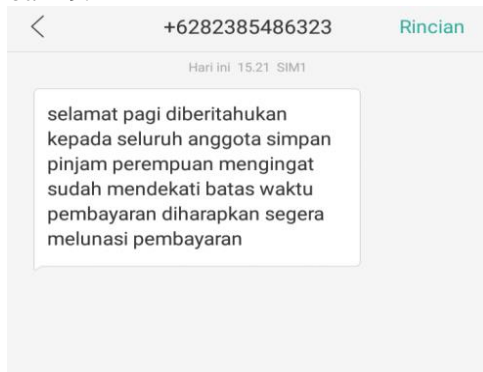 +6282385486323 Rincian
Hari ini 15.21 SIM1
selamat pagi diberitahukan
kepada seluruh anggota simpan
pinjam perempuan mengingat
sudah mendekati batas waktu
pembayaran diharapkan segera
melunasi pembayaran